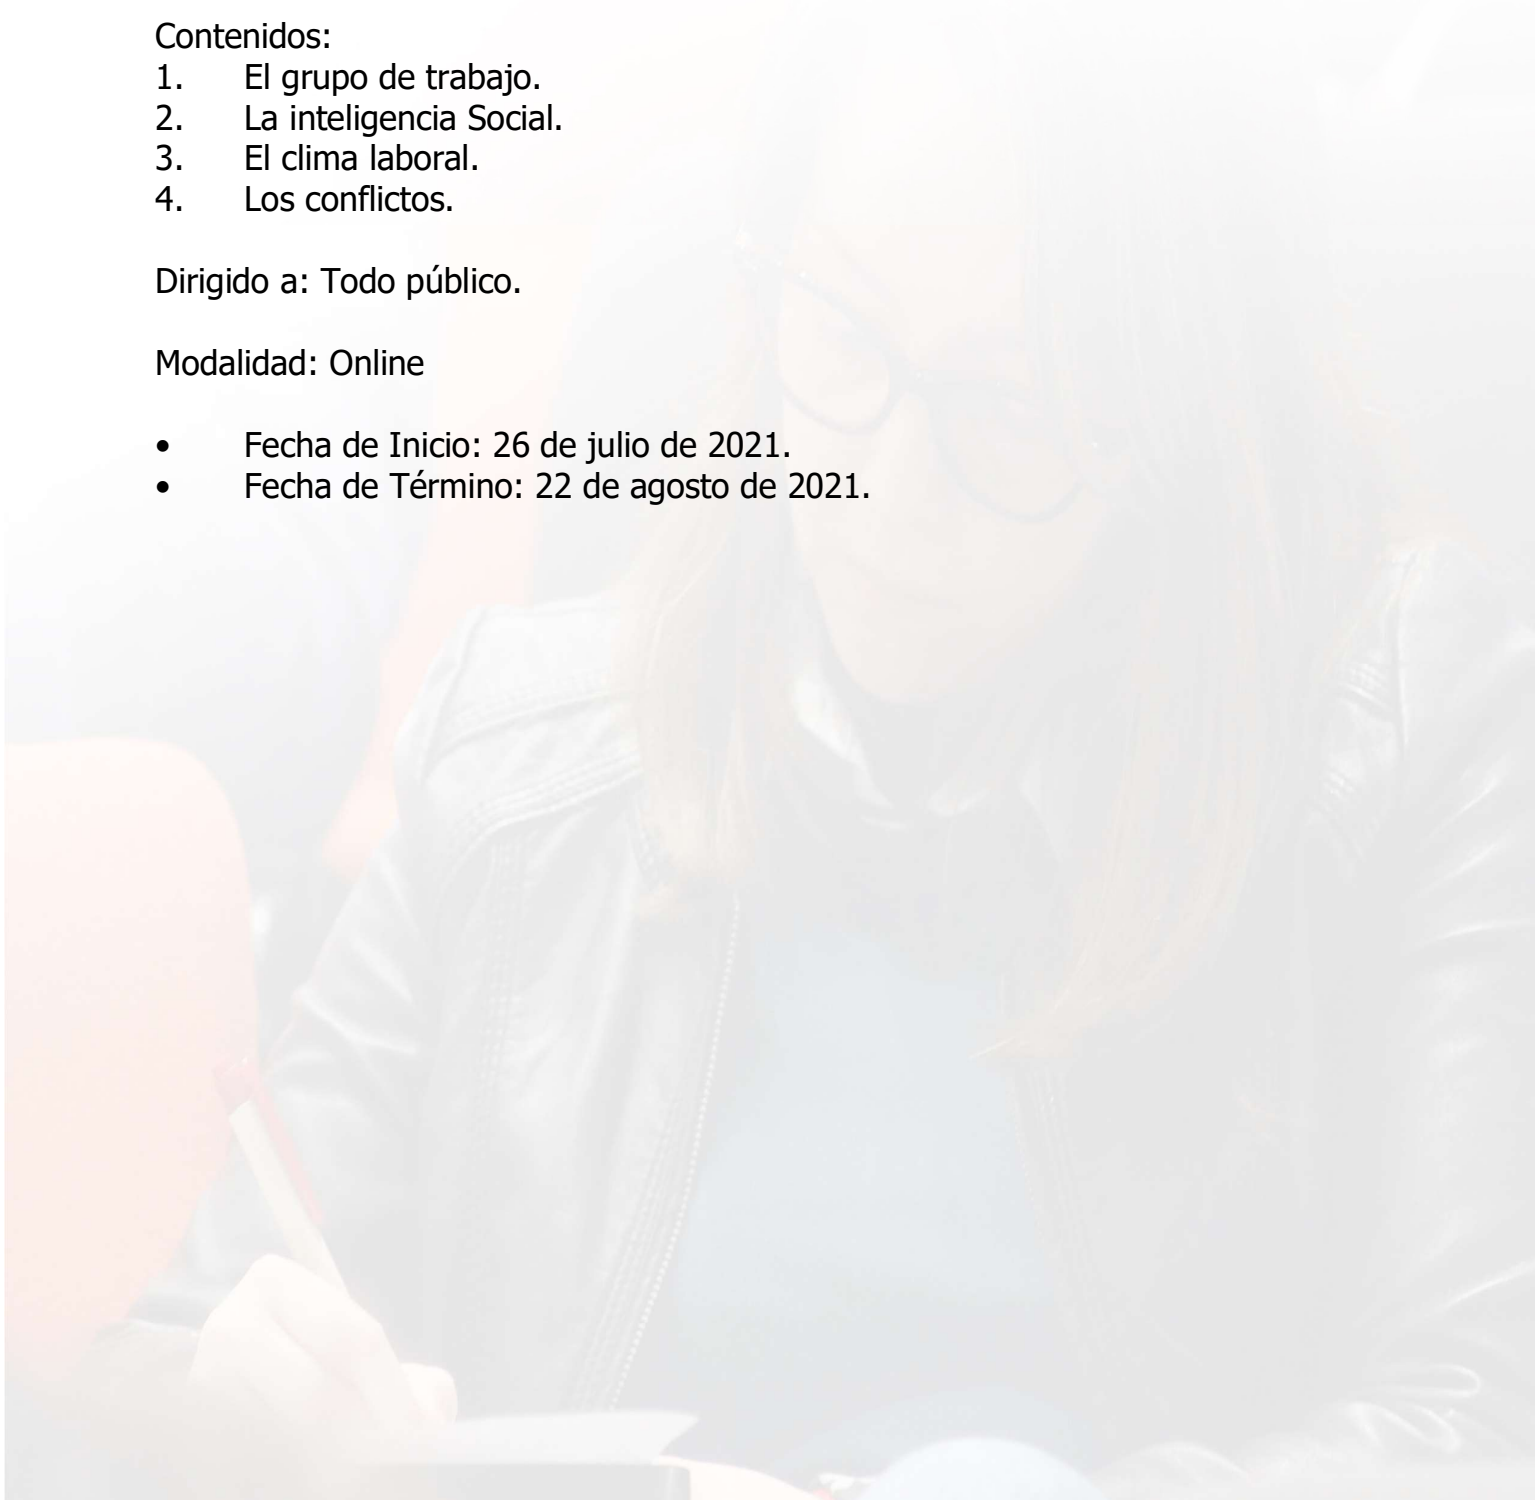 Contenidos:
1. El grupo de trabajo.
2. La inteligencia Social.
3. El clima laboral.
4. Los conflictos.
Dirigido a: Todo público.
Modalidad: Online
• Fecha de Inicio: 26 de julio de 2021.
• Fecha de Término: 22 de agosto de 2021.